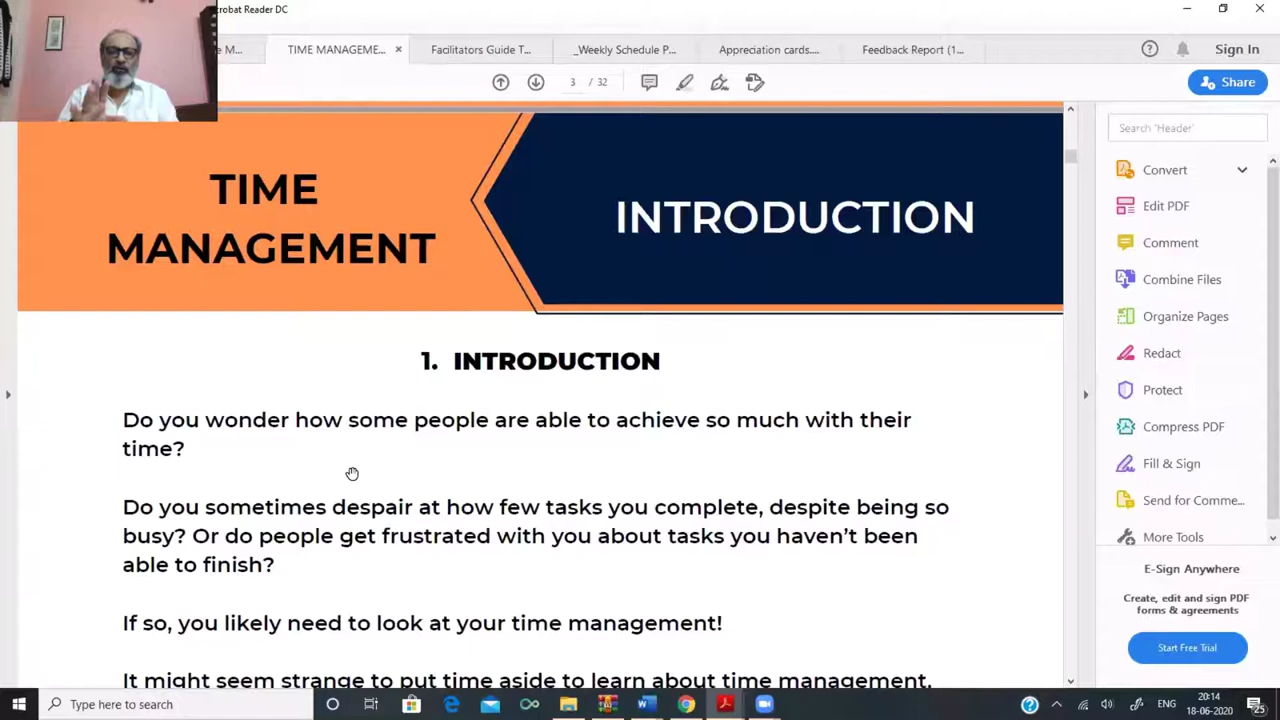 crobat Reader DC
e M...
TIME MANAGEME...
Facilitators Guide T...
_Weekly Schedule P...
Appreciation cards....
Feedback Report (1...
Sign In
3 / 32
Share
TIME
MANAGEMENT
INTRODUCTION
Search 'Header'
Convert
Edit PDF
Comment
Combine Files
Organize Pages
Redact
Protect
Compress PDF
Fill & Sign
Send for Comme...
More Tools
1. INTRODUCTION
Do you wonder how some people are able to achieve so much with their
time?
Do you sometimes despair at how few tasks you complete, despite being so
busy? Or do people get frustrated with you about tasks you haven't been
able to finish?
If so, you likely need to look at your time management!
It might seem strange to put time aside to learn about time management,
E-Sign Anywhere
Create, edit and sign PDF
forms & agreements
Start Free Trial
Type here to search
ENG
20:14
18-06-2020
25